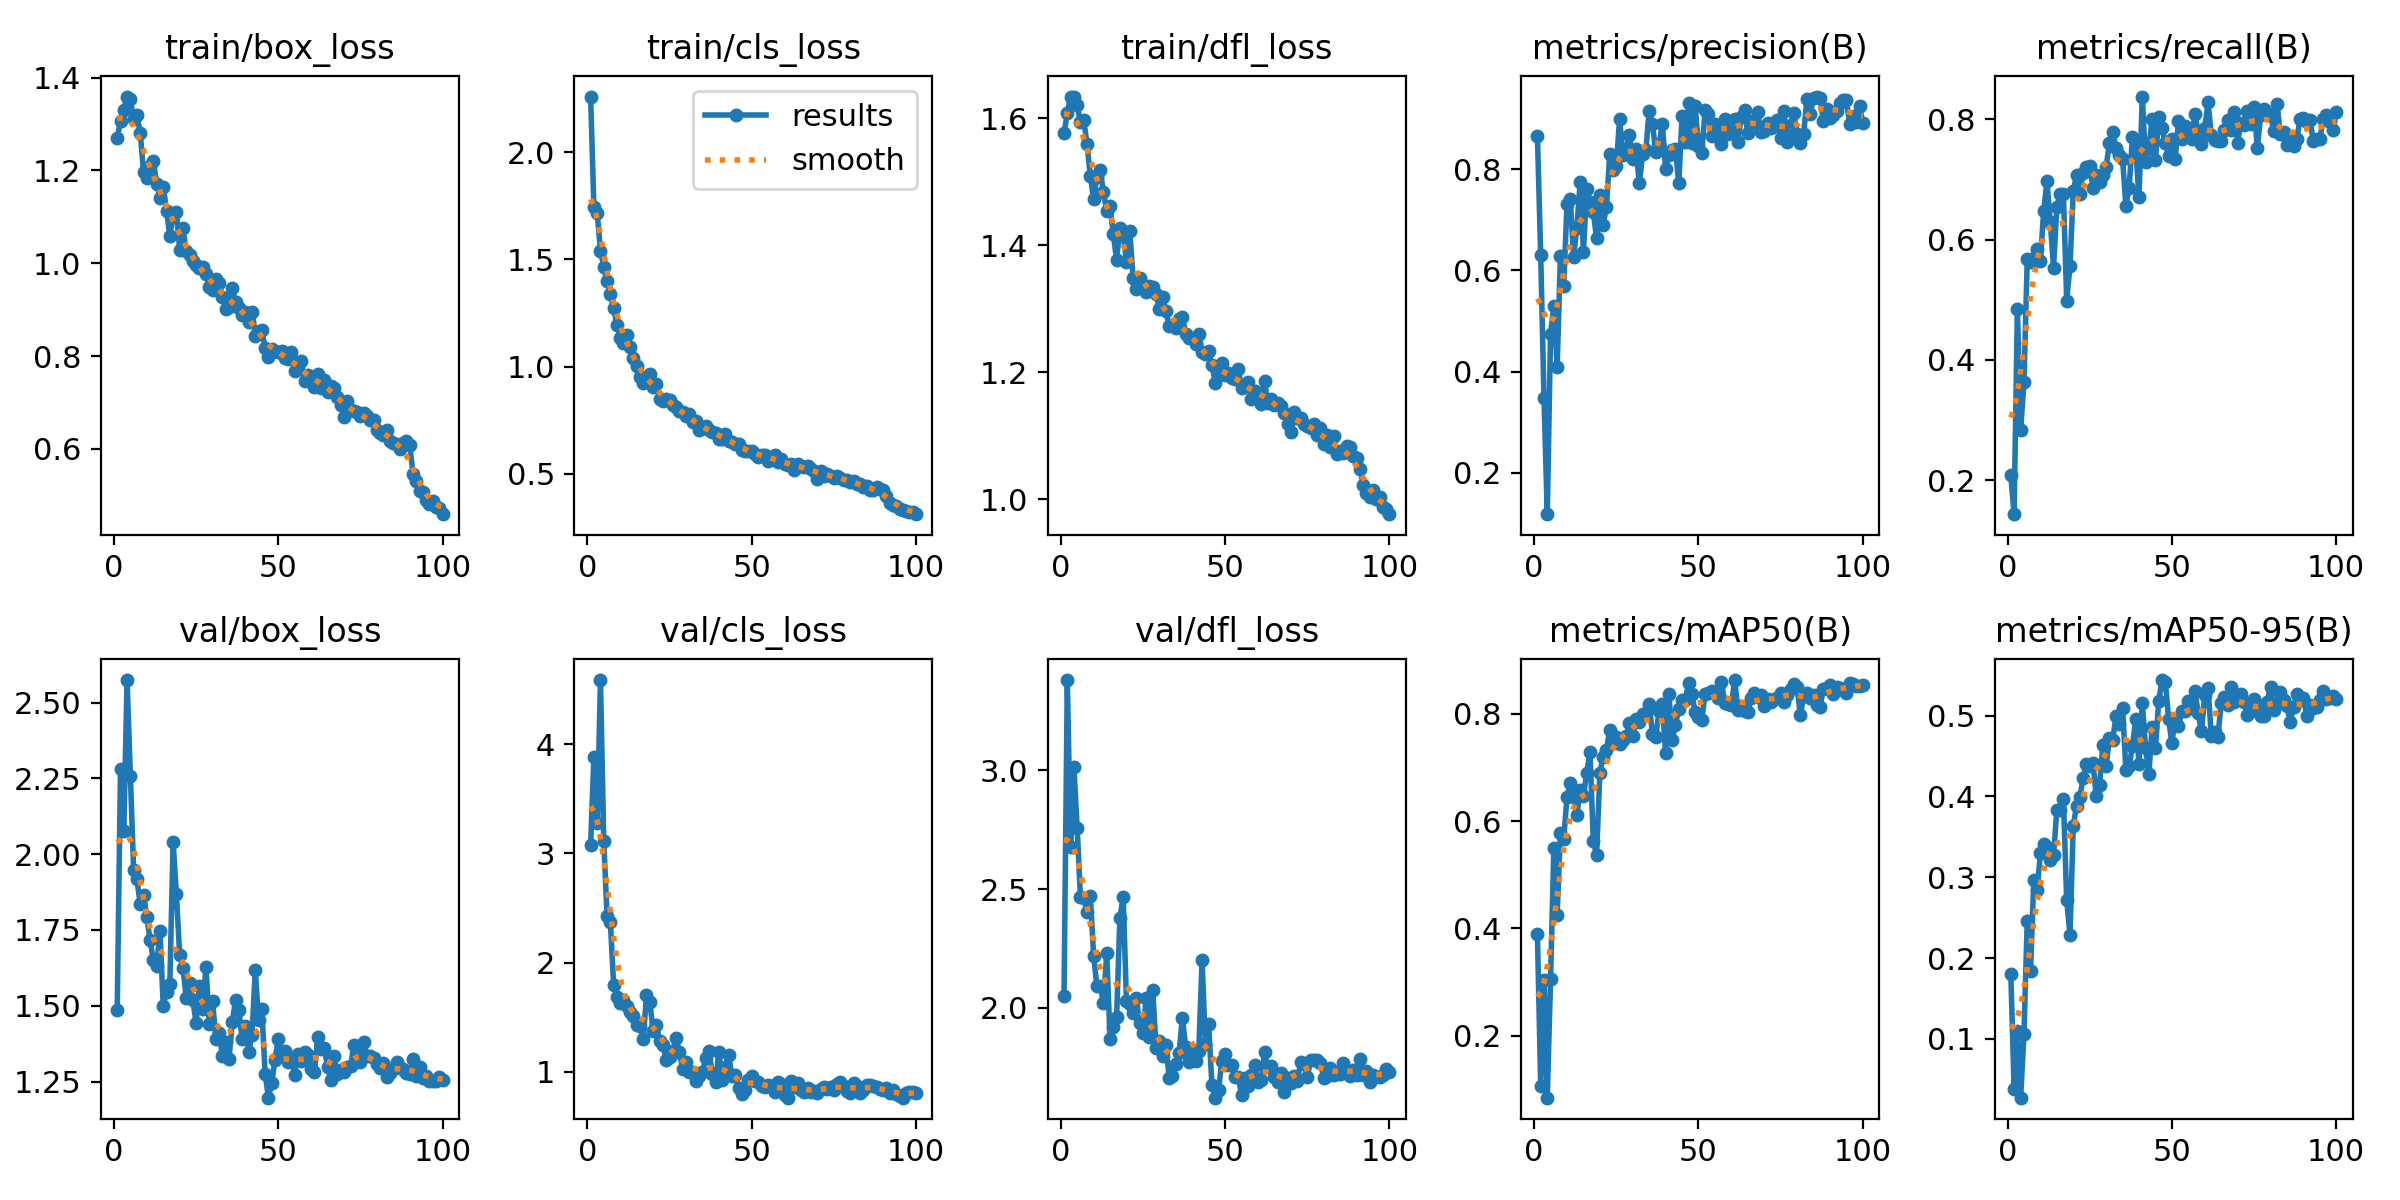 train/box_loss
1.4
1.2
1.0
0.8
0.6
0 50 100
train/cls_loss
results
smooth
2.0
1.5
1.0
0.5
0 50 100
train/dfl_loss
1.6
1.4
1.2
1.0
0 50 100
metrics/precision(B)
0.8
0.6
0.4
0.2
0 50 100
metrics/recall(B)
0.8
0.6
0.4
0.2
0 50 100
val/box_loss
2.50
2.25
2.00
1.75
1.50
1.25
0 50 100
val/cls_loss
4
3
2
1
0 50 100
val/dfl_loss
3.0
2.5
2.0
0 50 100
metrics/mAP50(B)
0.8
0.6
0.4
0.2
0 50 100
metrics/mAP50-95(B)
0.5
0.4
0.3
0.2
0.1
0 50 100